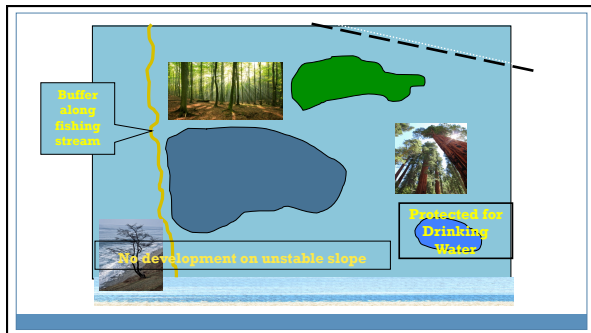 Buffer
along
fishing
stream
Protected for
Drinking
Water
No development on unstable slope